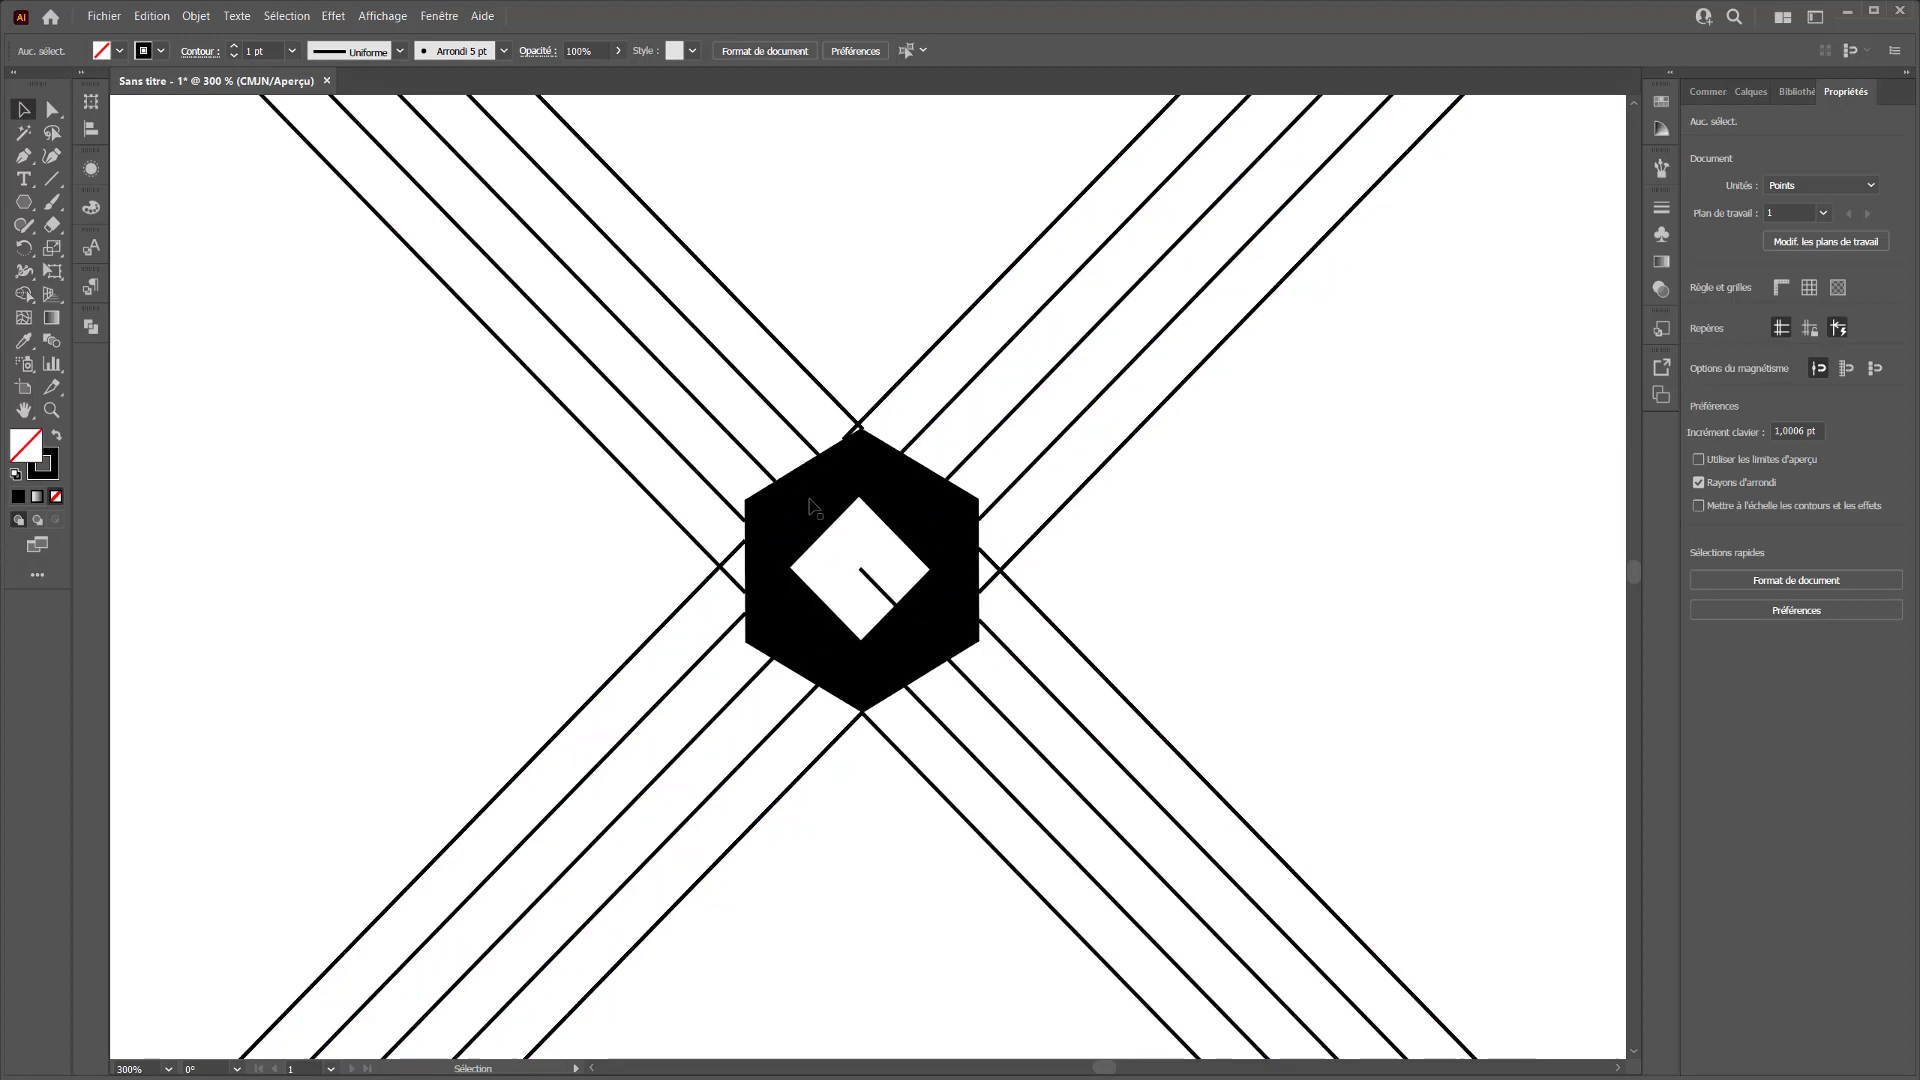 Ai Fichier Edition Objet Texte Sélection Effet Affichage Fenêtre Aide
Auc. sélect. Contour : 1 pt Uniforme Arrondi 5 pt Opacité : 100% Style : Format de document Préférences
Sans titre - 1* @ 300 % (CMJN/Aperçu) ×
Commer Calques Bibliothè Propriétés
Auc. sélect.
Document
Unités : Points
Plan de travail : 1
Modif. les plans de travail
Règle et grilles
Repères
Options du magnétisme
Préférences
Incrément clavier : 1,0006 pt
Utiliser les limites d'aperçu
Rayons d'arrondi
Mettre à l'échelle les contours et les effets
Sélections rapides
Format de document
Préférences
300% 0° 1 Sélection